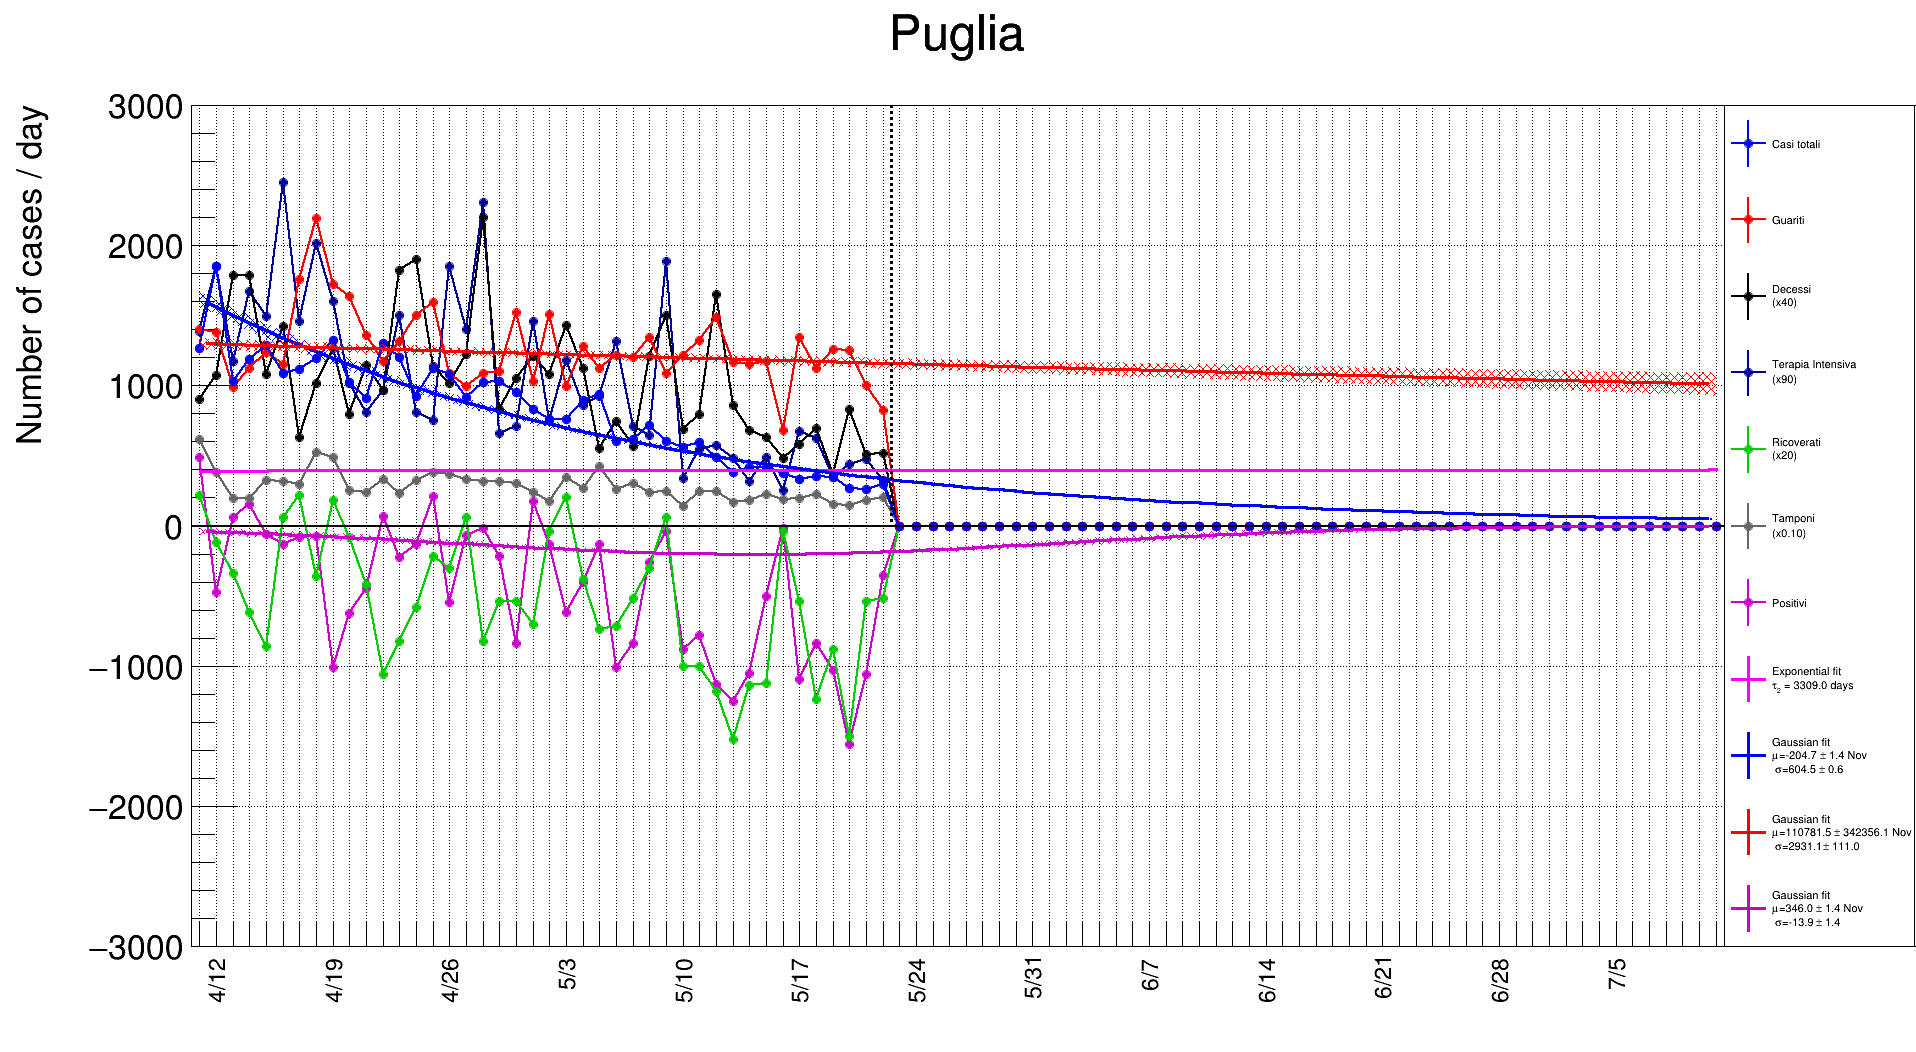 Puglia
Number of cases / day
3000
2000
1000
0
−1000
−2000
−3000
4/12
4/19
4/26
5/3
5/10
5/17
5/24
5/31
6/7
6/14
6/21
6/28
7/5
Casi totali
Guariti
Decessi
(x40)
Terapia Intensiva
(x90)
Ricoverati
(x20)
Tamponi
(x0.10)
Positivi
Exponential fit
τ₂ = 3309.0 days
Gaussian fit
μ=-204.7 ± 1.4 Nov
σ=604.5 ± 0.6
Gaussian fit
μ=110781.5 ± 342356.1 Nov
σ=2931.1 ± 111.0
Gaussian fit
μ=346.0 ± 1.4 Nov
σ=-13.9 ± 1.4